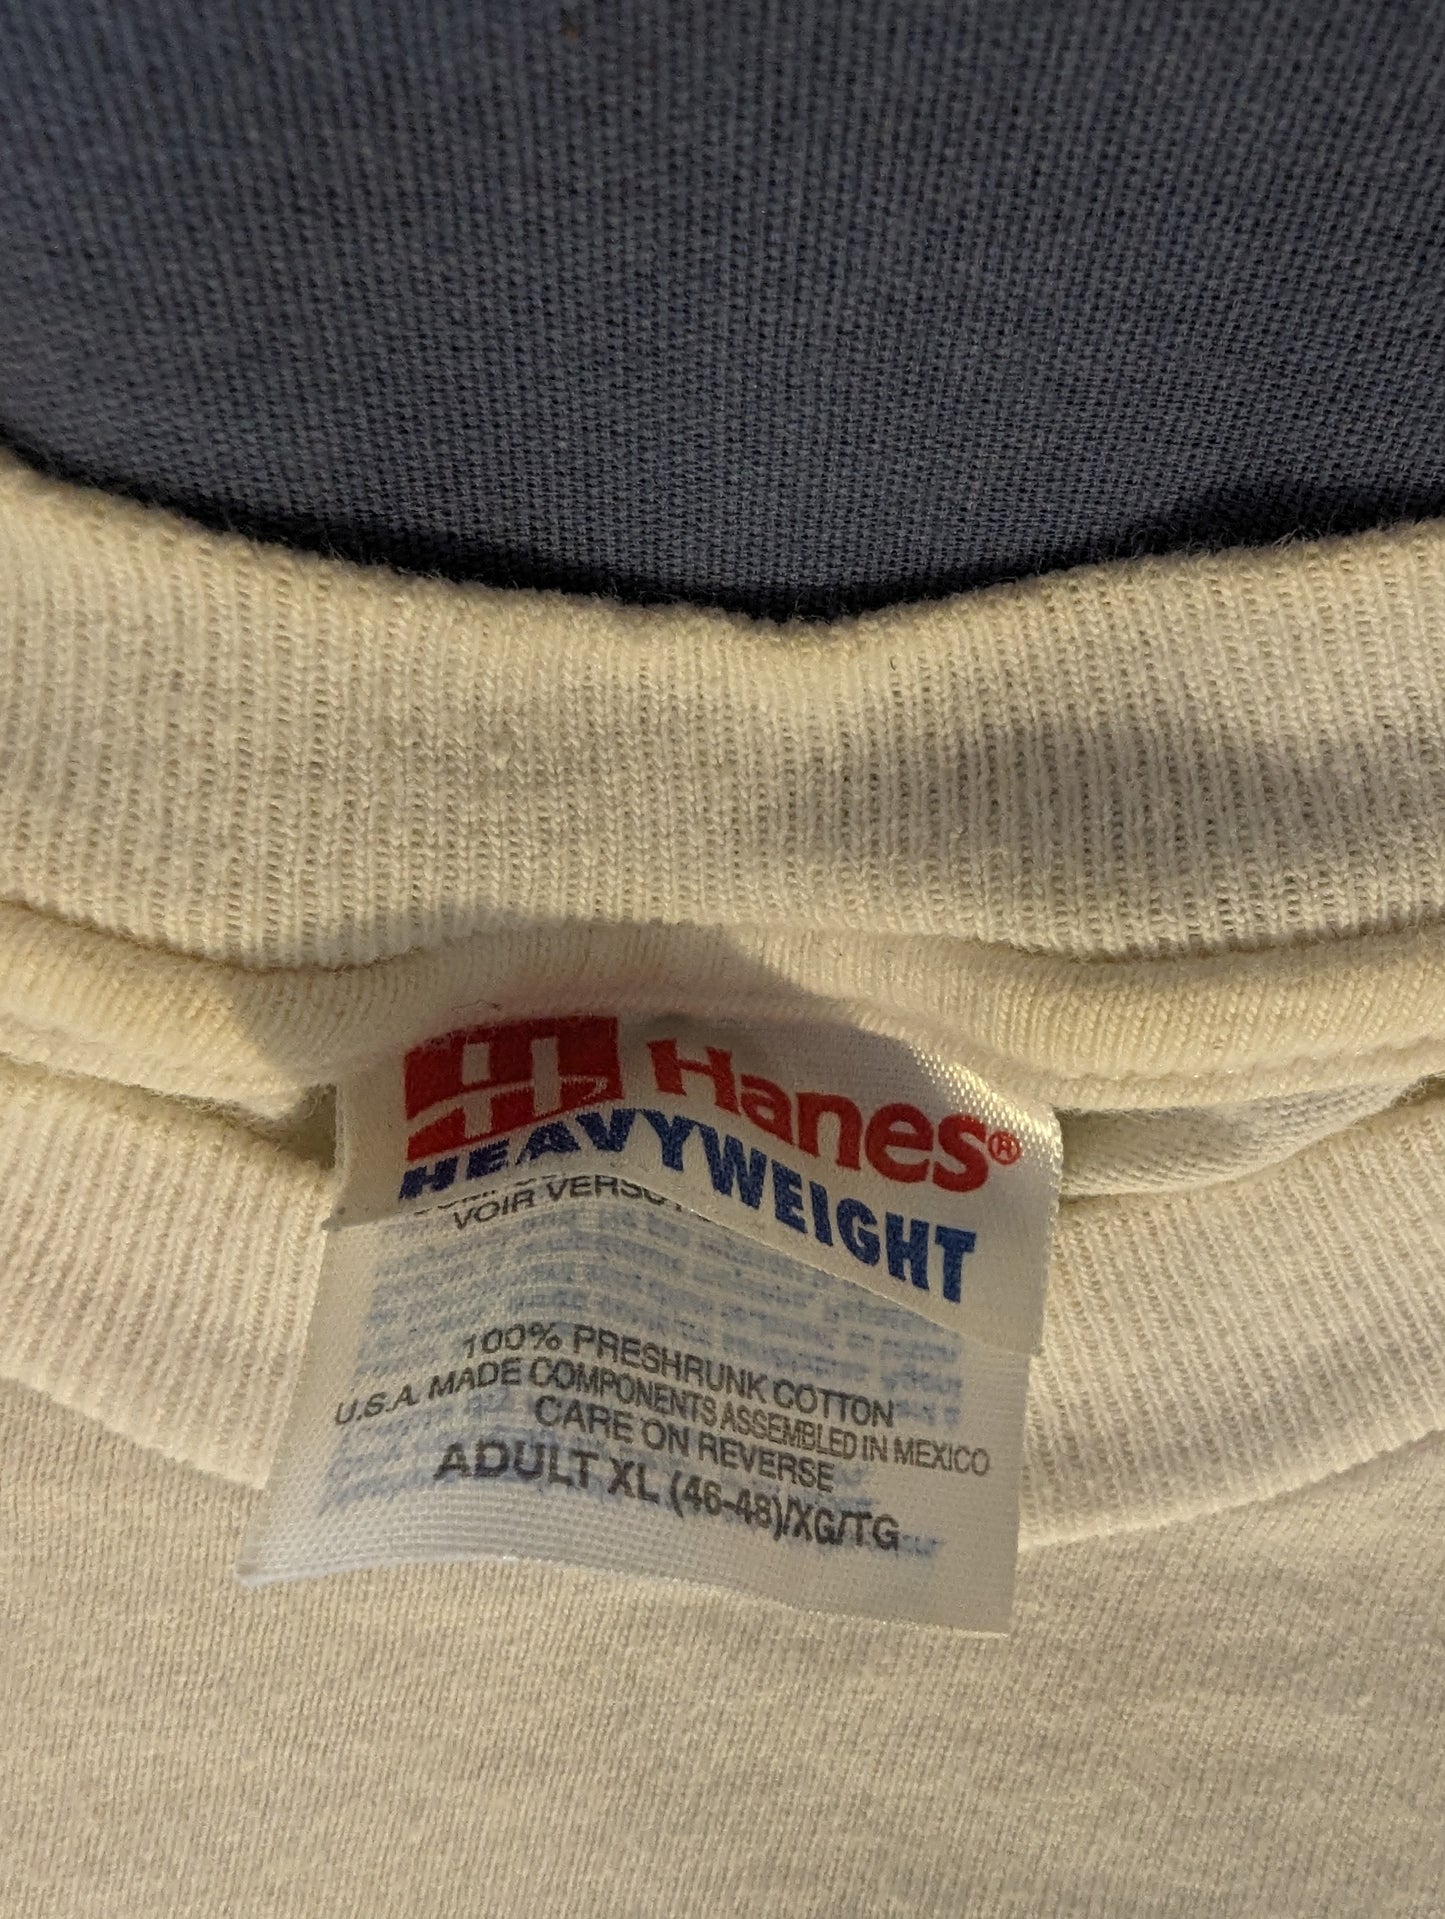 Hanes®
HEAVYWEIGHT
VOIR VERSO
100% PRESHRUNK COTTON
U.S.A. MADE COMPONENTS ASSEMBLED IN MEXICO
CARE ON REVERSE
ADULT XL (46-48)/XG/TG